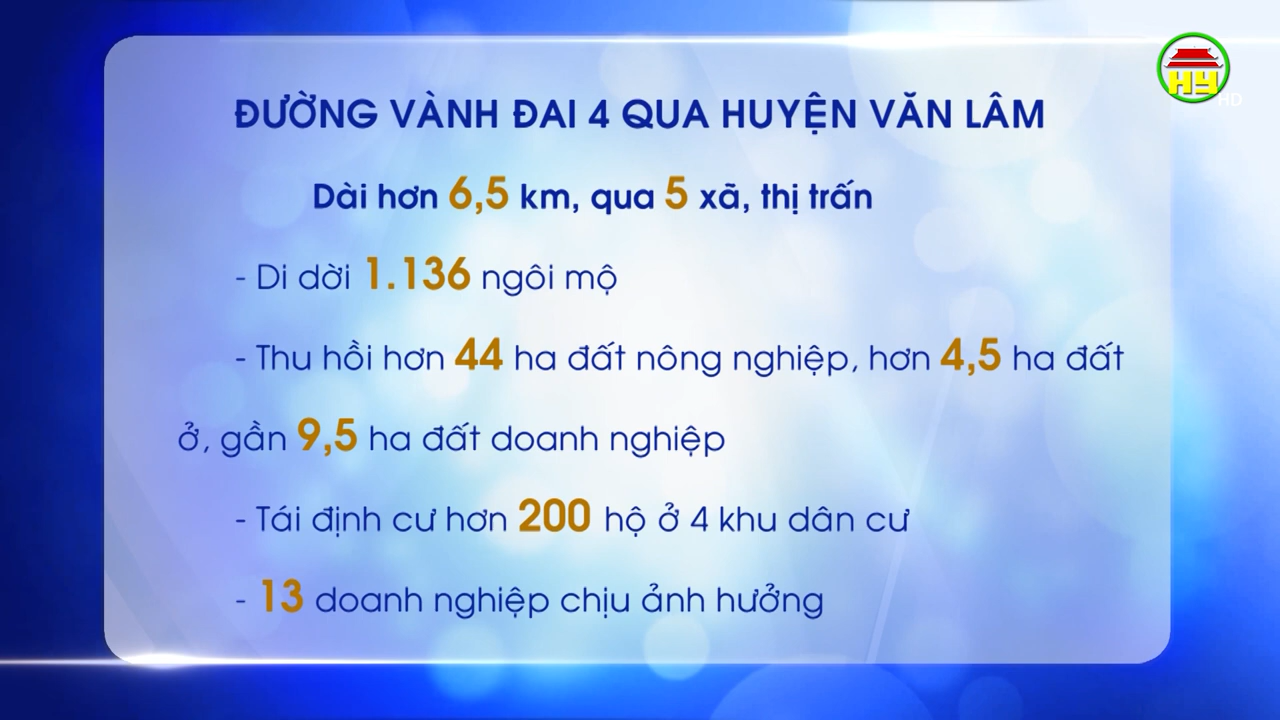 HY
HD
ĐƯỜNG VÀNH ĐAI 4 QUA HUYỆN VĂN LÂM
Dài hơn 6,5 km, qua 5 xã, thị trấn
- Di dời 1.136 ngôi mộ
- Thu hồi hơn 44 ha đất nông nghiệp, hơn 4,5 ha đất
ở, gần 9,5 ha đất doanh nghiệp
- Tái định cư hơn 200 hộ ở 4 khu dân cư
- 13 doanh nghiệp chịu ảnh hưởng